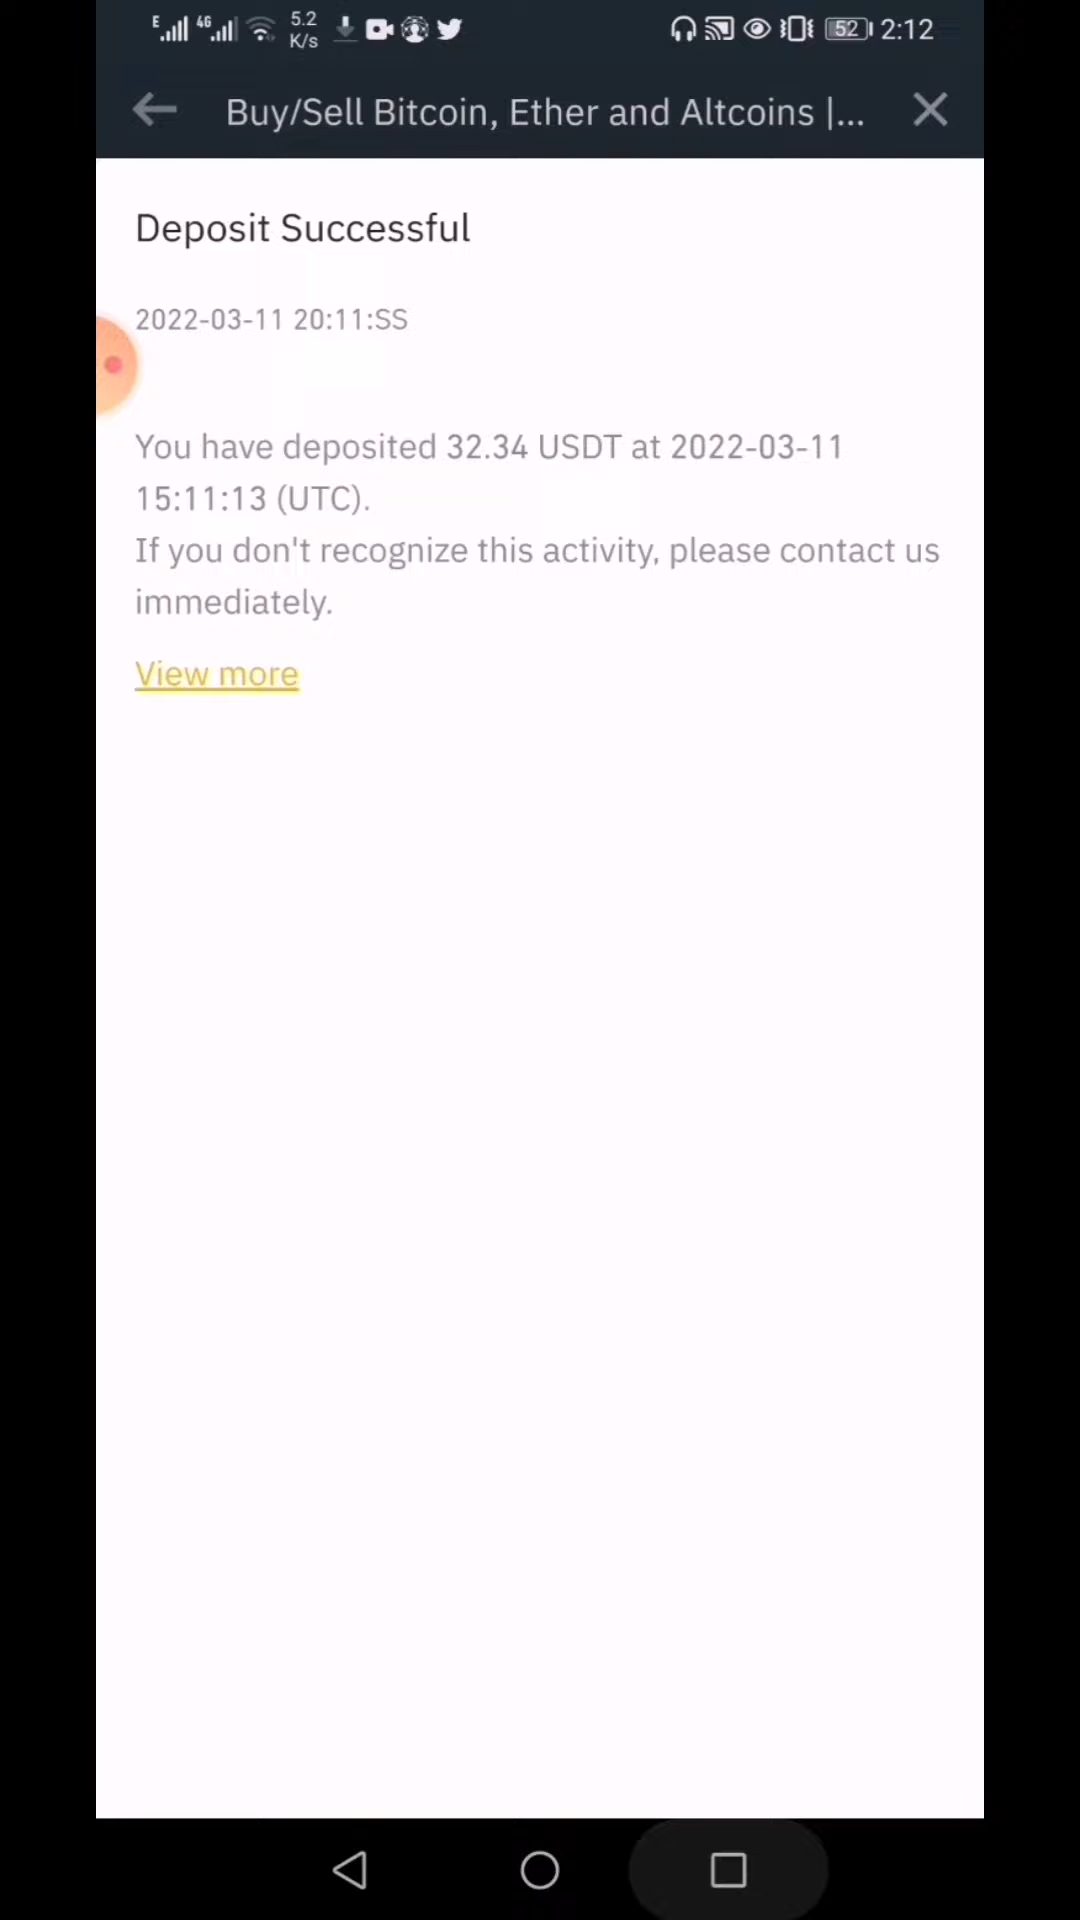 E 4G 5.2 K/s 52 2:12
Buy/Sell Bitcoin, Ether and Altcoins |...
Deposit Successful
2022-03-11 20:11:SS
You have deposited 32.34 USDT at 2022-03-11
15:11:13 (UTC).
If you don't recognize this activity, please contact us
immediately.
View more